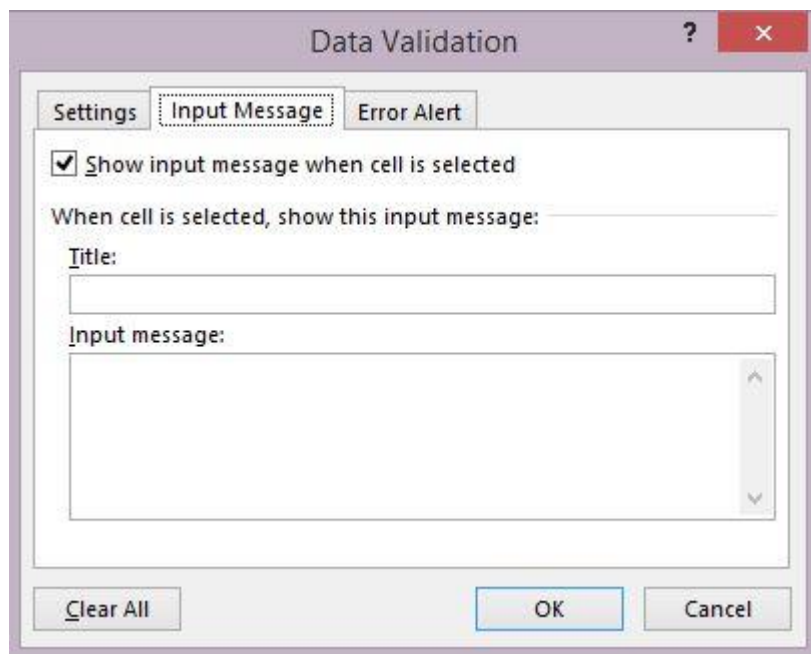 Data Validation ? ×
Settings Input Message Error Alert
Show input message when cell is selected
When cell is selected, show this input message:
Title:
Input message:
Clear All OK Cancel